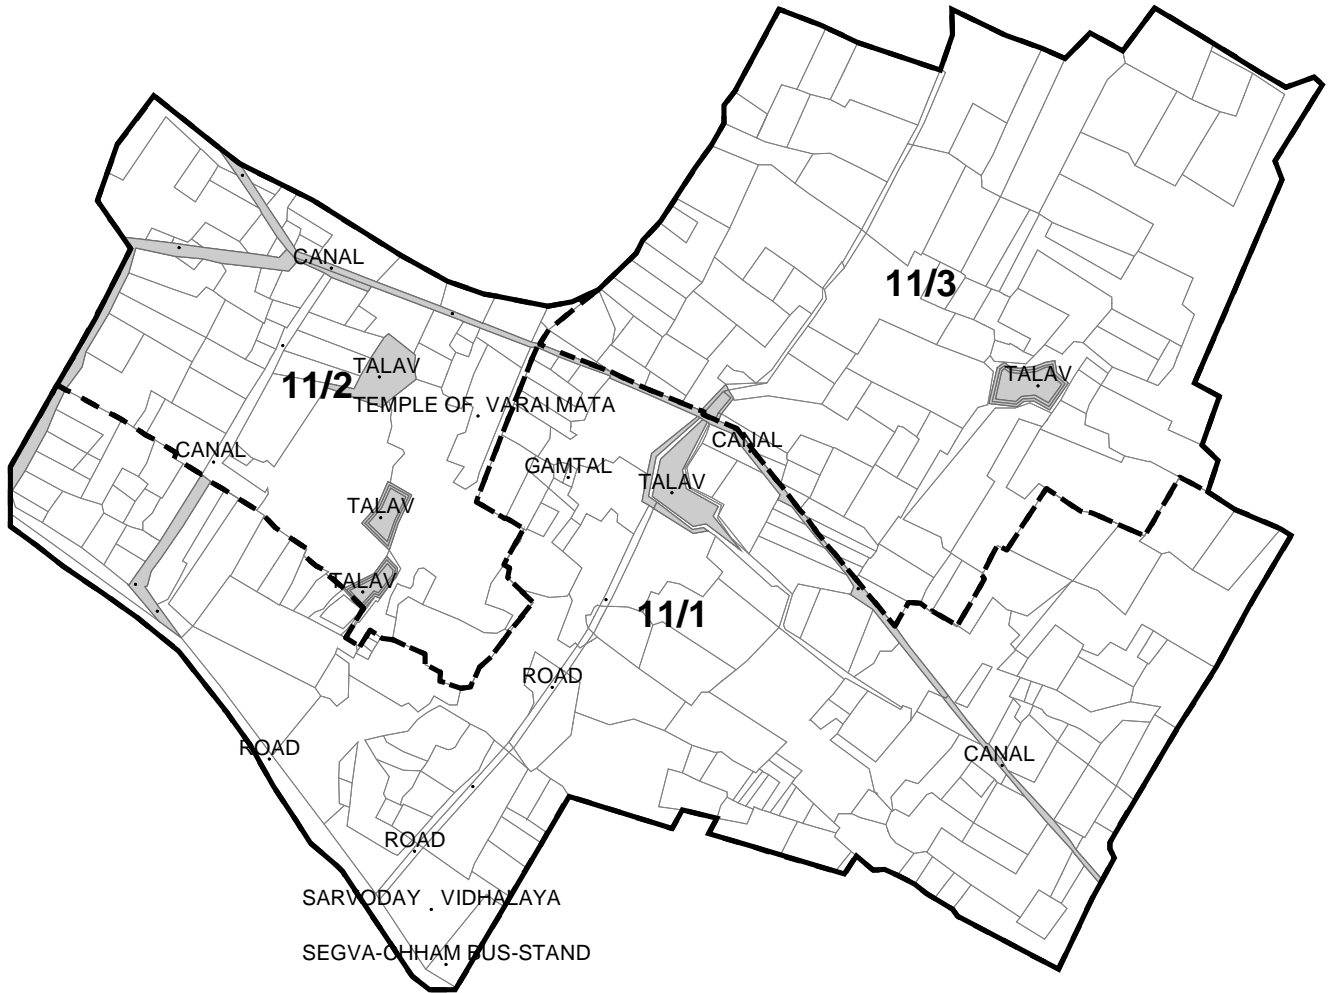 CANAL
11/3
TALAV
TALAV
11/2
TEMPLE OF VARAI MATA
CANAL
CANAL
GAMTAL
TALAV
TALAV
TALAV
11/1
ROAD
ROAD
CANAL
ROAD
SARVODAY VIDHALAYA
SEGVA-CHHAM BUS-STAND